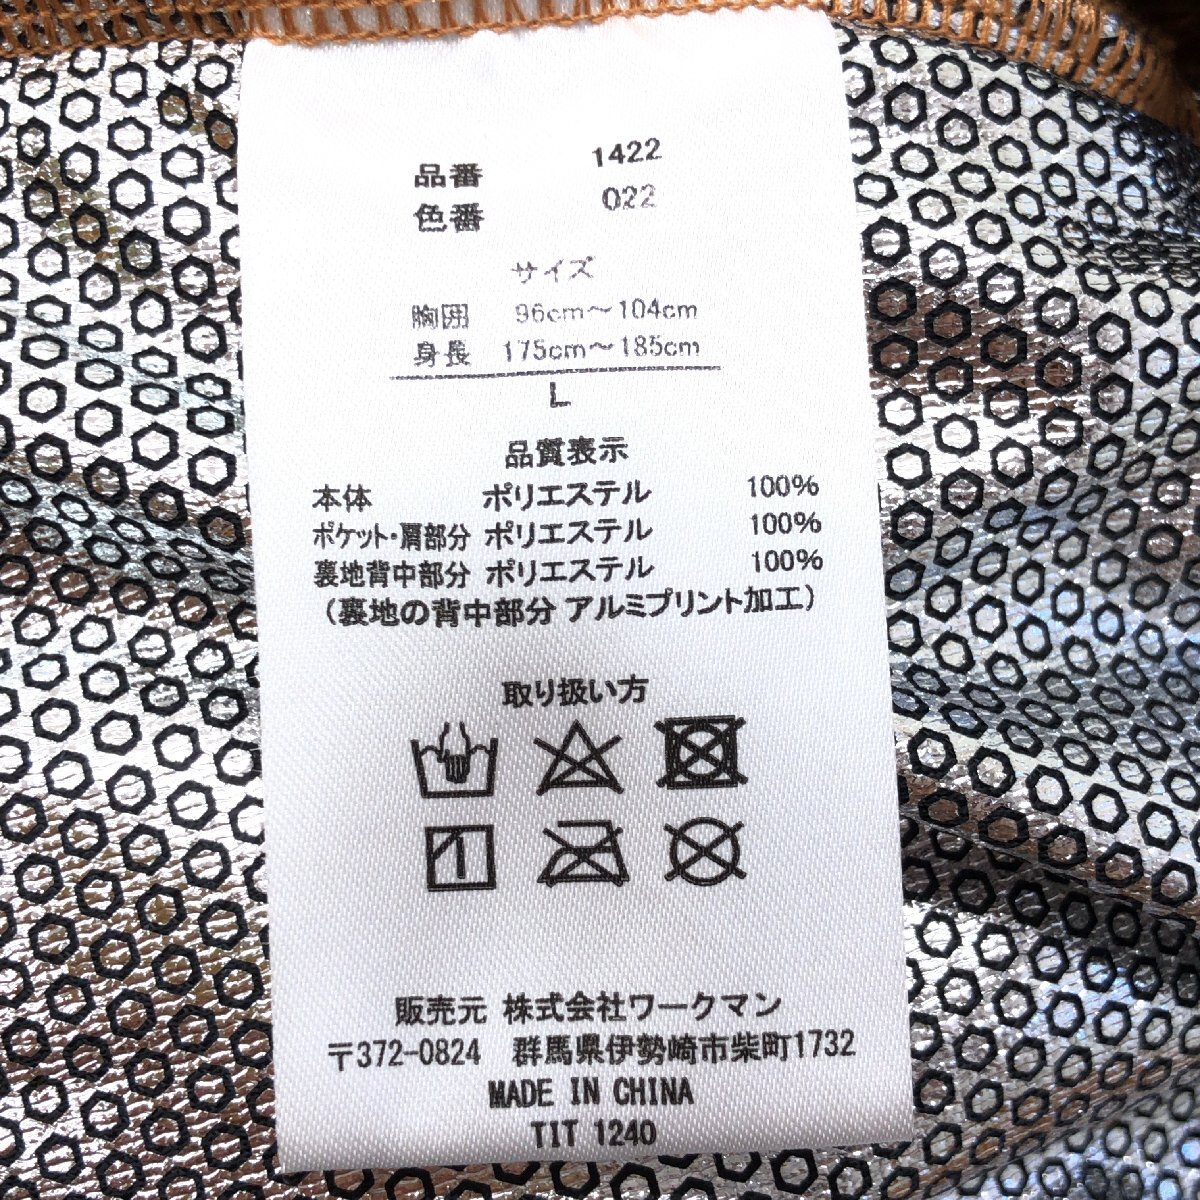 品番 1422
色番 022
サイズ
胸囲 96cm～104cm
身長 175cm～185cm
L
品質表示
本体 ポリエステル 100%
ポケット・肩部分 ポリエステル 100%
裏地背中部分 ポリエステル 100%
(裏地の背中部分 アルミプリント加工)
取り扱い方
販売元 株式会社ワークマン
〒372-0824 群馬県伊勢崎市柴町1732
MADE IN CHINA
TIT 1240